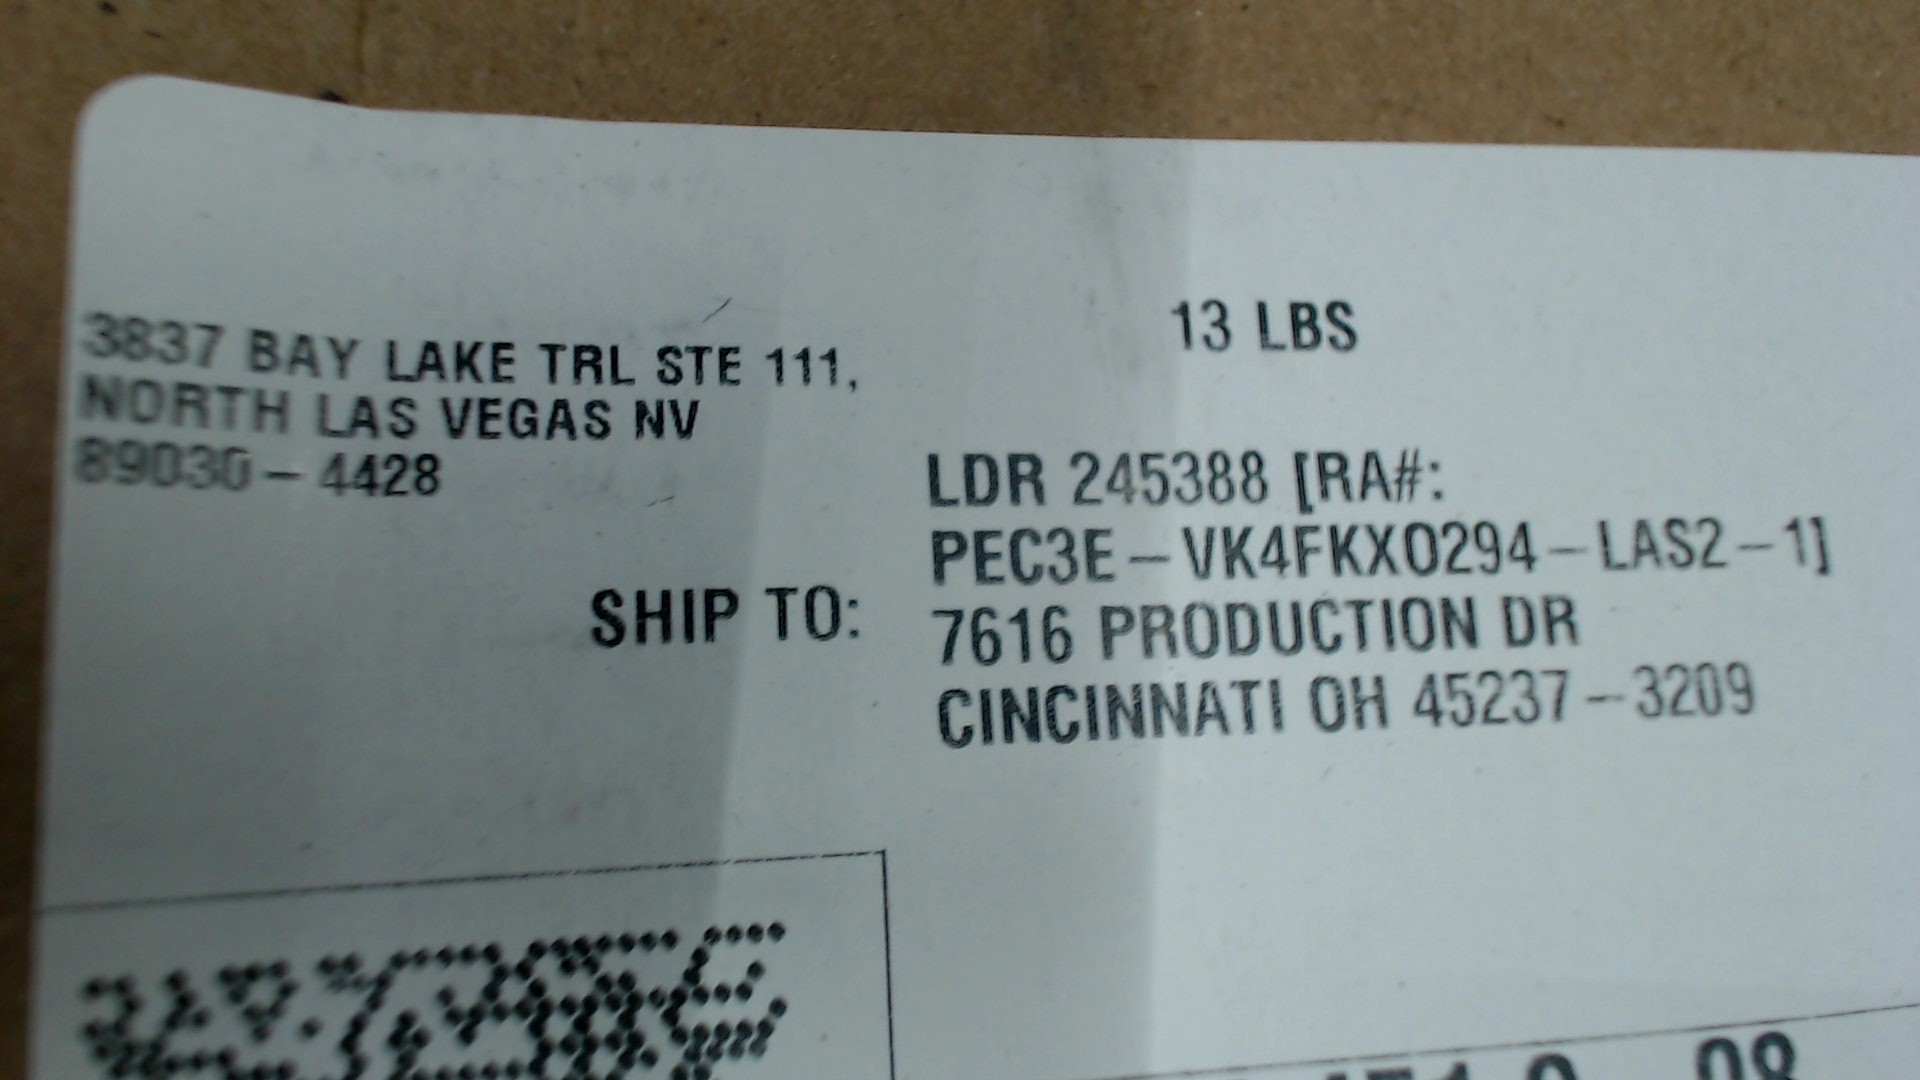 3837 BAY LAKE TRL STE 111,
NORTH LAS VEGAS NV
89030-4428
13 LBS
SHIP TO:
LDR 245388 [RA#:
PEC3E-VK4FKX0294-LAS2-1]
7616 PRODUCTION DR
CINCINNATI OH 45237-3209